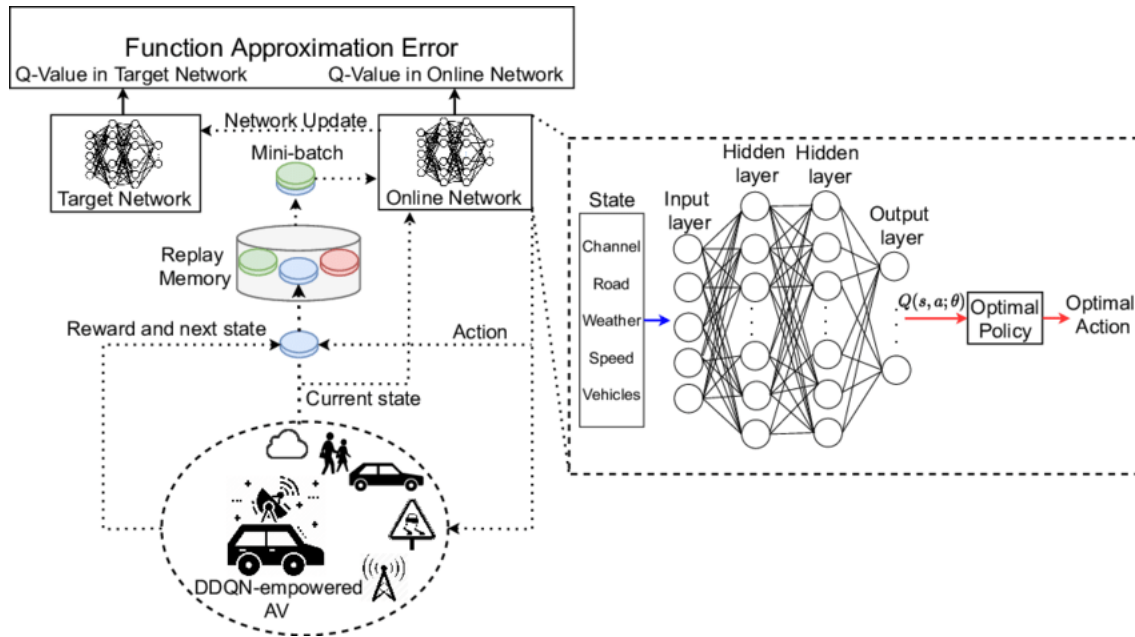 Function Approximation Error
Q-Value in Target Network
Q-Value in Online Network
Network Update
Mini-batch
Target Network
Online Network
Replay
Memory
Reward and next state
Action
Current state
DDQN-empowered
AV
State
Channel
Road
Weather
Speed
Vehicles
Input
layer
Hidden
layer
Hidden
layer
Output
layer
Q(s, a; θ)
Optimal
Policy
Optimal
Action